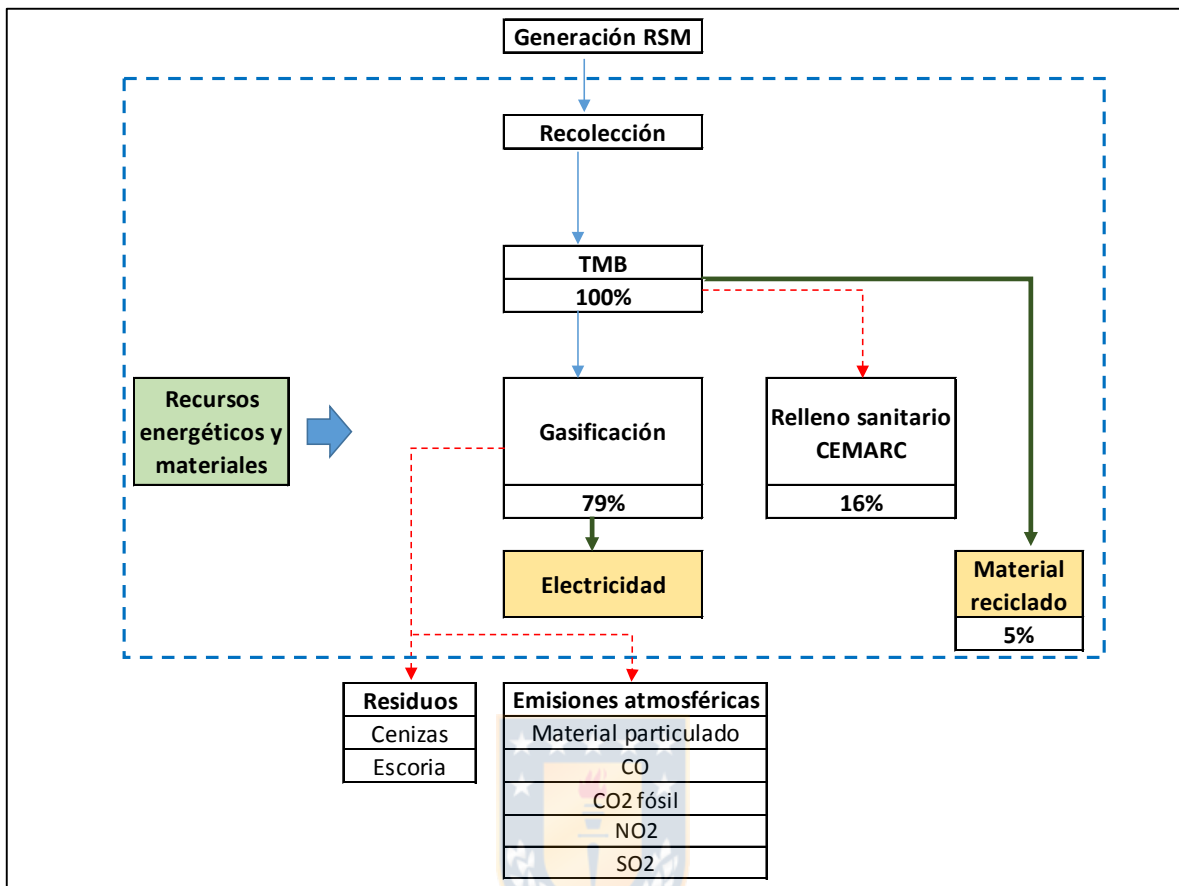 Generación RSM
Recolección
TMB
100%
Recursos
energéticos y
materiales
Gasificación
79%
Relleno sanitario
CEMARC
16%
Electricidad
Material
reciclado
5%
Residuos
Cenizas
Escoria
Emisiones atmosféricas
Material particulado
CO
CO2 fósil
NO2
SO2